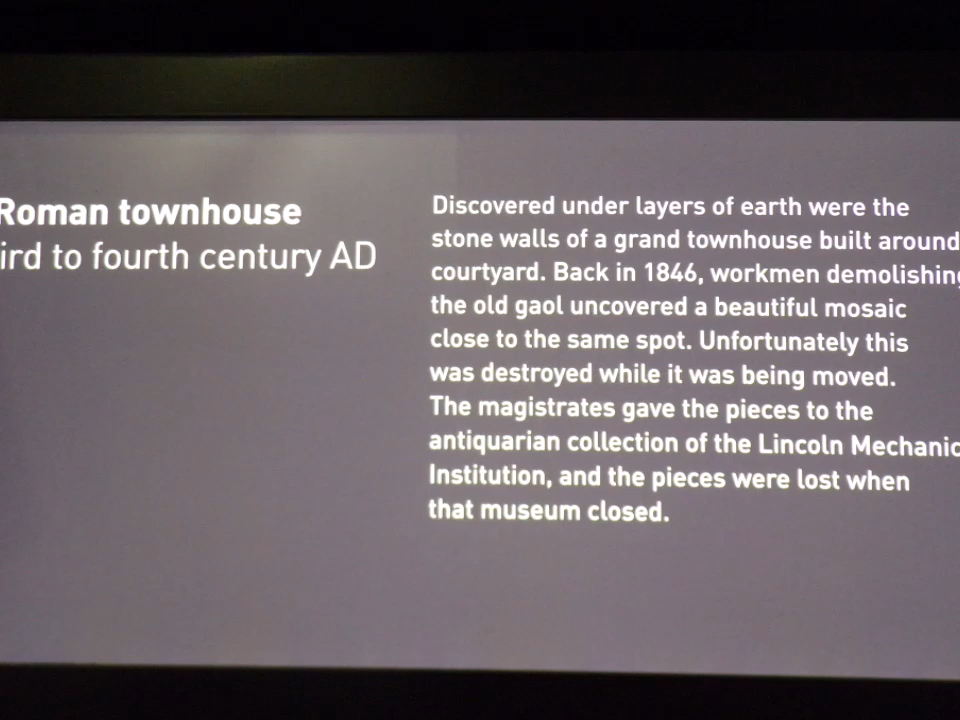 Roman townhouse
ird to fourth century AD
Discovered under layers of earth were the
stone walls of a grand townhouse built around
courtyard. Back in 1846, workmen demolishing
the old gaol uncovered a beautiful mosaic
close to the same spot. Unfortunately this
was destroyed while it was being moved.
The magistrates gave the pieces to the
antiquarian collection of the Lincoln Mechanic
Institution, and the pieces were lost when
that museum closed.